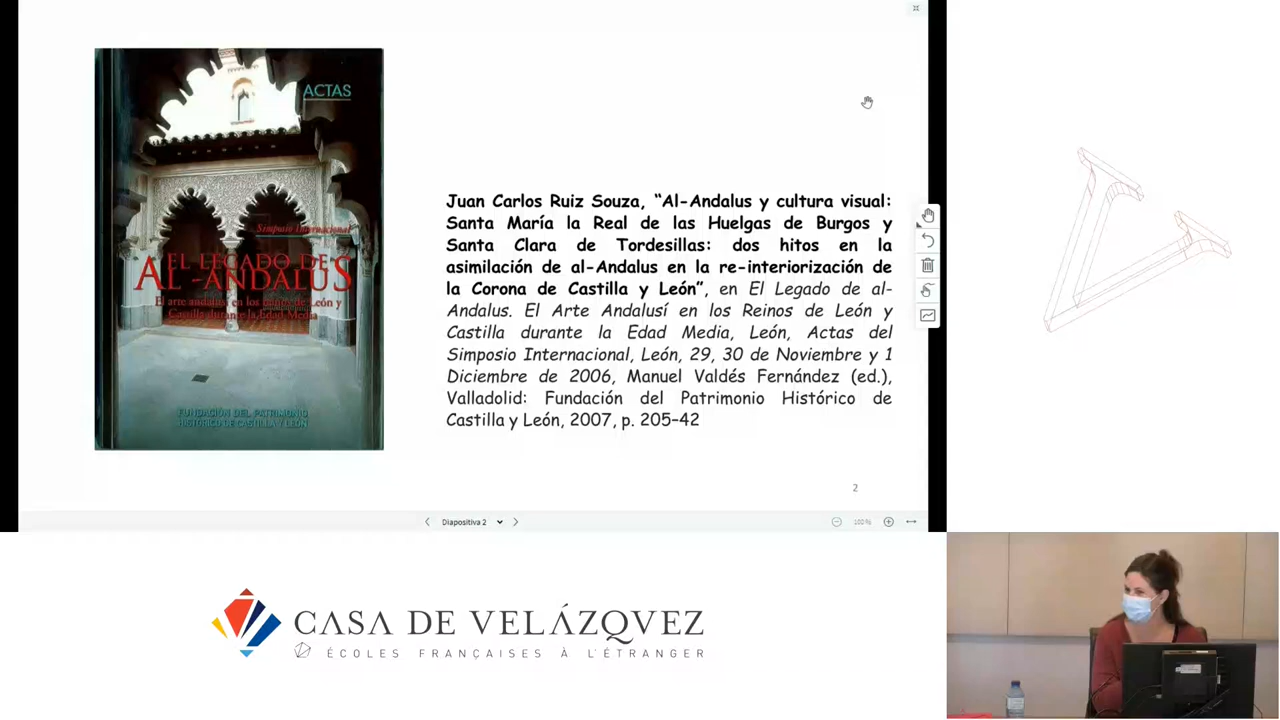 ACTAS
Simposio Internacional
EL LEGADO DE
AL-ANDALUS
El arte andalusí en los reinos de León y
Castilla durante la Edad Media
FUNDACIÓN DEL PATRIMONIO
HISTÓRICO DE CASTILLA Y LEÓN
Juan Carlos Ruiz Souza, “Al-Andalus y cultura visual:
Santa María la Real de las Huelgas de Burgos y
Santa Clara de Tordesillas: dos hitos en la
asimilación de al-Andalus en la re-interiorización de
la Corona de Castilla y León”, en El Legado de al-
Andalus. El Arte Andalusí en los Reinos de León y
Castilla durante la Edad Media, León, Actas del
Simposio Internacional, León, 29, 30 de Noviembre y 1
Diciembre de 2006, Manuel Valdés Fernández (ed.),
Valladolid: Fundación del Patrimonio Histórico de
Castilla y León, 2007, p. 205–42
2
Diapositiva 2
100 %
CASA DE VELÁZQVEZ
ÉCOLES FRANÇAISES À L'ÉTRANGER